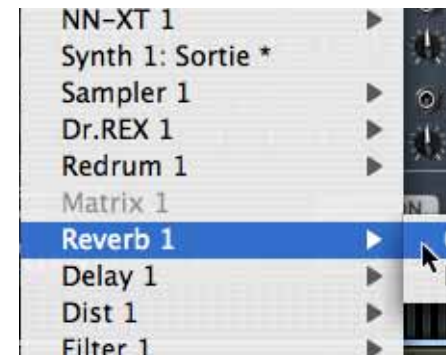 NN-XT 1
Synth 1: Sortie *
Sampler 1
Dr.REX 1
Redrum 1
Matrix 1
Reverb 1
Delay 1
Dist 1
Filter 1